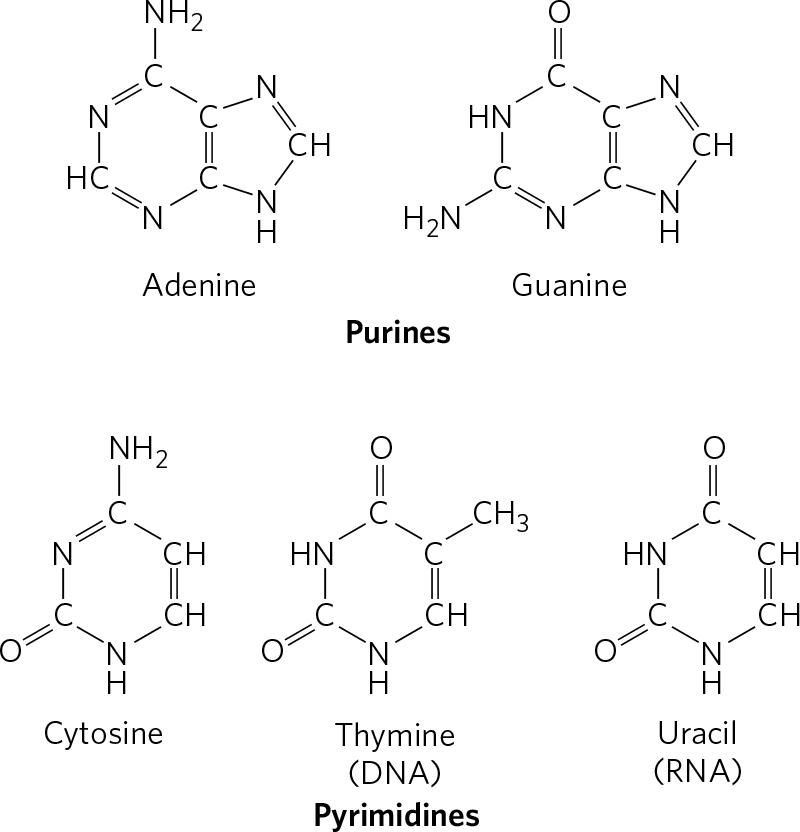 NH2 O
C N C N
N C HN C
CH CH
HC C C C
N N H2N N N
H H
Adenine Guanine
Purines
NH2 O O
C C CH3 C
N CH HN C HN CH
C CH C CH C CH
O N O N O N
H H H
Cytosine Thymine Uracil
(DNA) (RNA)
Pyrimidines